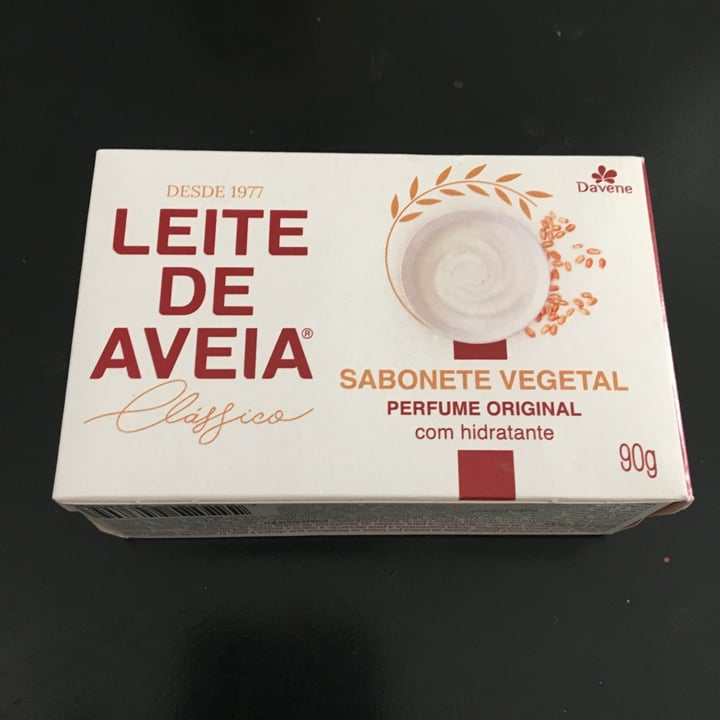 DESDE 1977
LEITE
DE
AVEIA®
Clássico
Davene
SABONETE VEGETAL
PERFUME ORIGINAL
com hidratante
90g